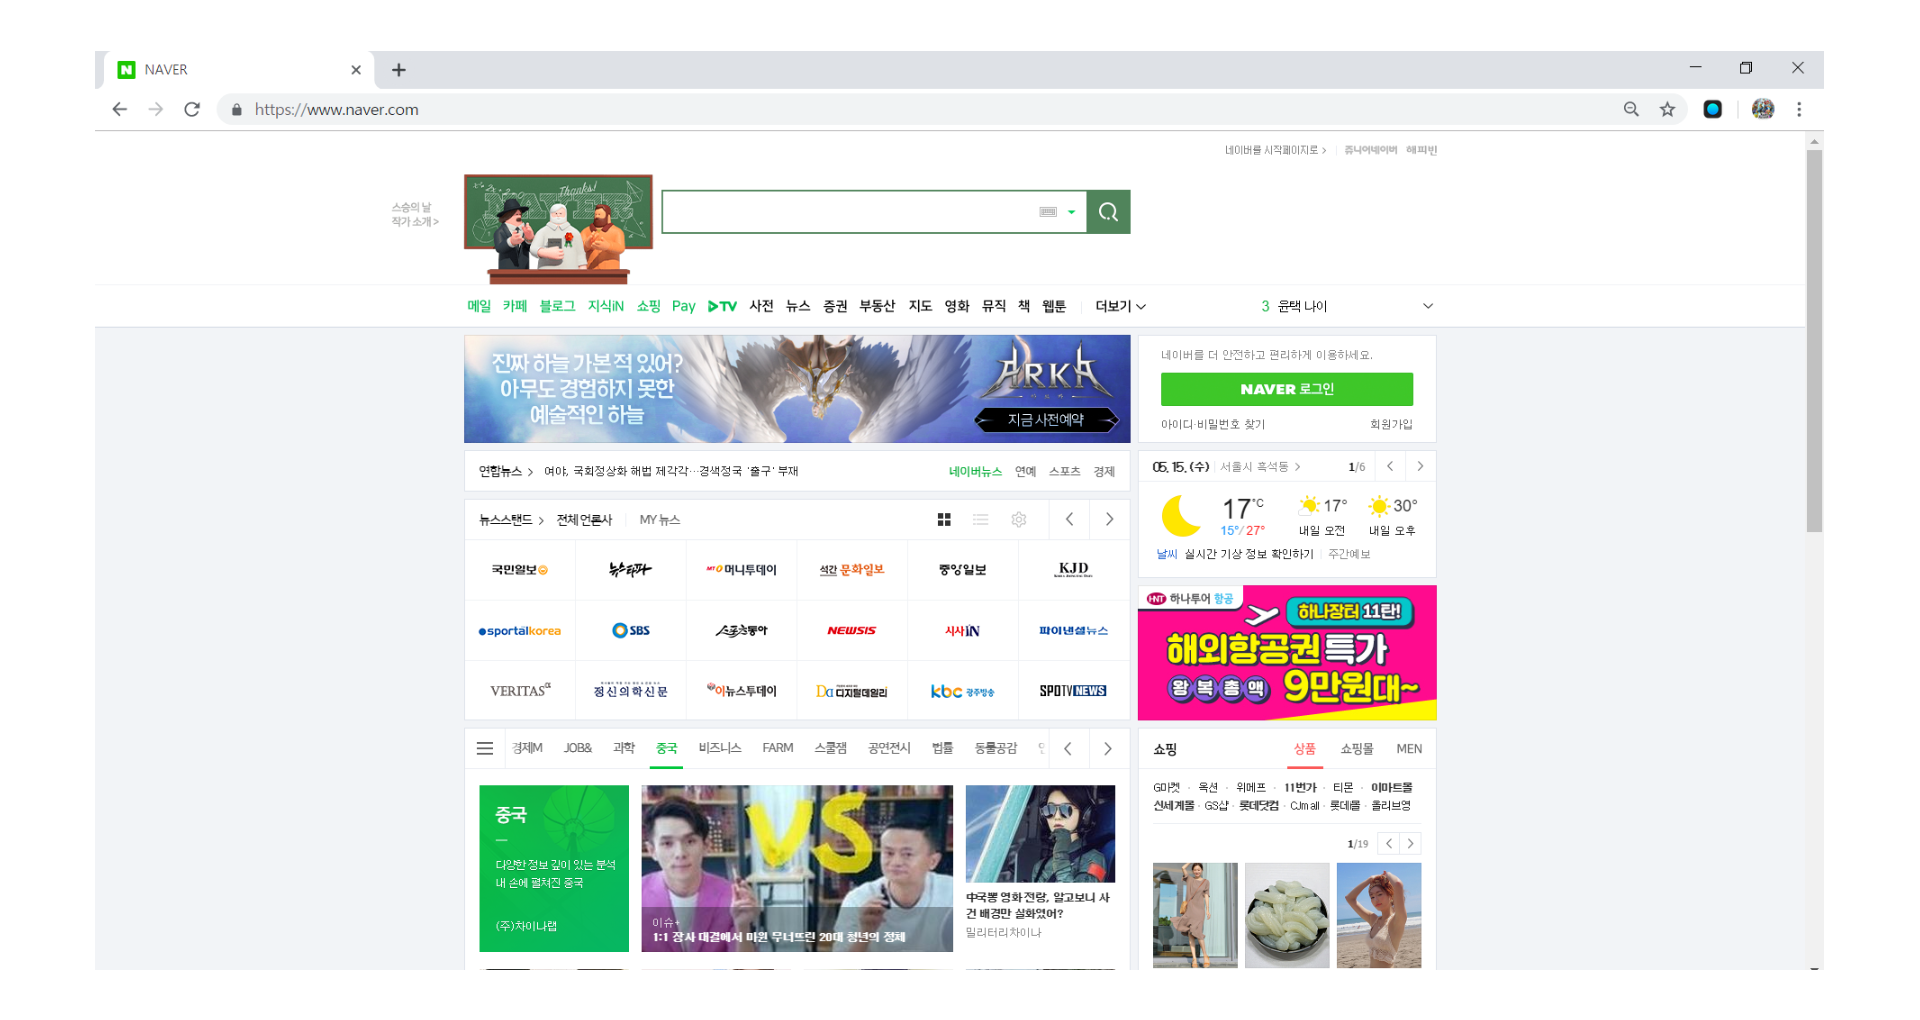 NAVER
https://www.naver.com
네이버를 시작페이지로 > 쥬니어네이버 해피빈
스승의 날
작가 소개 >
Thanks!
NAVER
메일 카페 블로그 지식iN 쇼핑 Pay TV 사전 뉴스 증권 부동산 지도 영화 뮤직 책 웹툰 더보기
3 윤택 나이
진짜 하늘 가본 적 있어?
아무도 경험하지 못한
예술적인 하늘
ARKA
지금 사전예약
네이버를 더 안전하고 편리하게 이용하세요.
NAVER 로그인
아이디·비밀번호 찾기 회원가입
연합뉴스 > 여야, 국회정상화 해법 제각각…경색정국 '출구' 부재
네이버뉴스 연예 스포츠 경제
05. 15. (수) 서울시 흑석동 > 1/6
17°C 17° 30°
15°/27° 내일 오전 내일 오후
날씨 실시간 기상 정보 확인하기 주간예보
뉴스스탠드 > 전체언론사 MY뉴스
국민일보 뉴스타파 MT 머니투데이 석간 문화일보 중앙일보 KJD
sportalkorea SBS 스포츠동아 NEWSIS 시사IN 파이낸셜뉴스
VERITAS α 정신의학신문 이뉴스투데이 DD 디지털데일리 kbc 광주방송 SPOTV NEWS
HNT 하나투어 항공
하나장터 11탄!
해외항공권 특가
왕복총액 9만원대~
경제M JOB& 과학 중국 비즈니스 FARM 스쿨잼 공연전시 법률 동물공감
중국
다양한 정보 깊이 있는 분석
내 손에 펼쳐진 중국
(주)차이나랩
VS
이슈+
1:1 장사 대결에서 마윈 무너뜨린 20대 청년의 정체
中국뽕 영화 전랑, 알고보니 사
건 배경만 실화였어?
밀리터리차이나
쇼핑 상품 쇼핑몰 MEN
G마켓 · 옥션 · 위메프 · 11번가 · 티몬 · 이마트몰
신세계몰 · GS샵 · 롯데닷컴 · CJmall · 롯데몰 · 올리브영
1/19